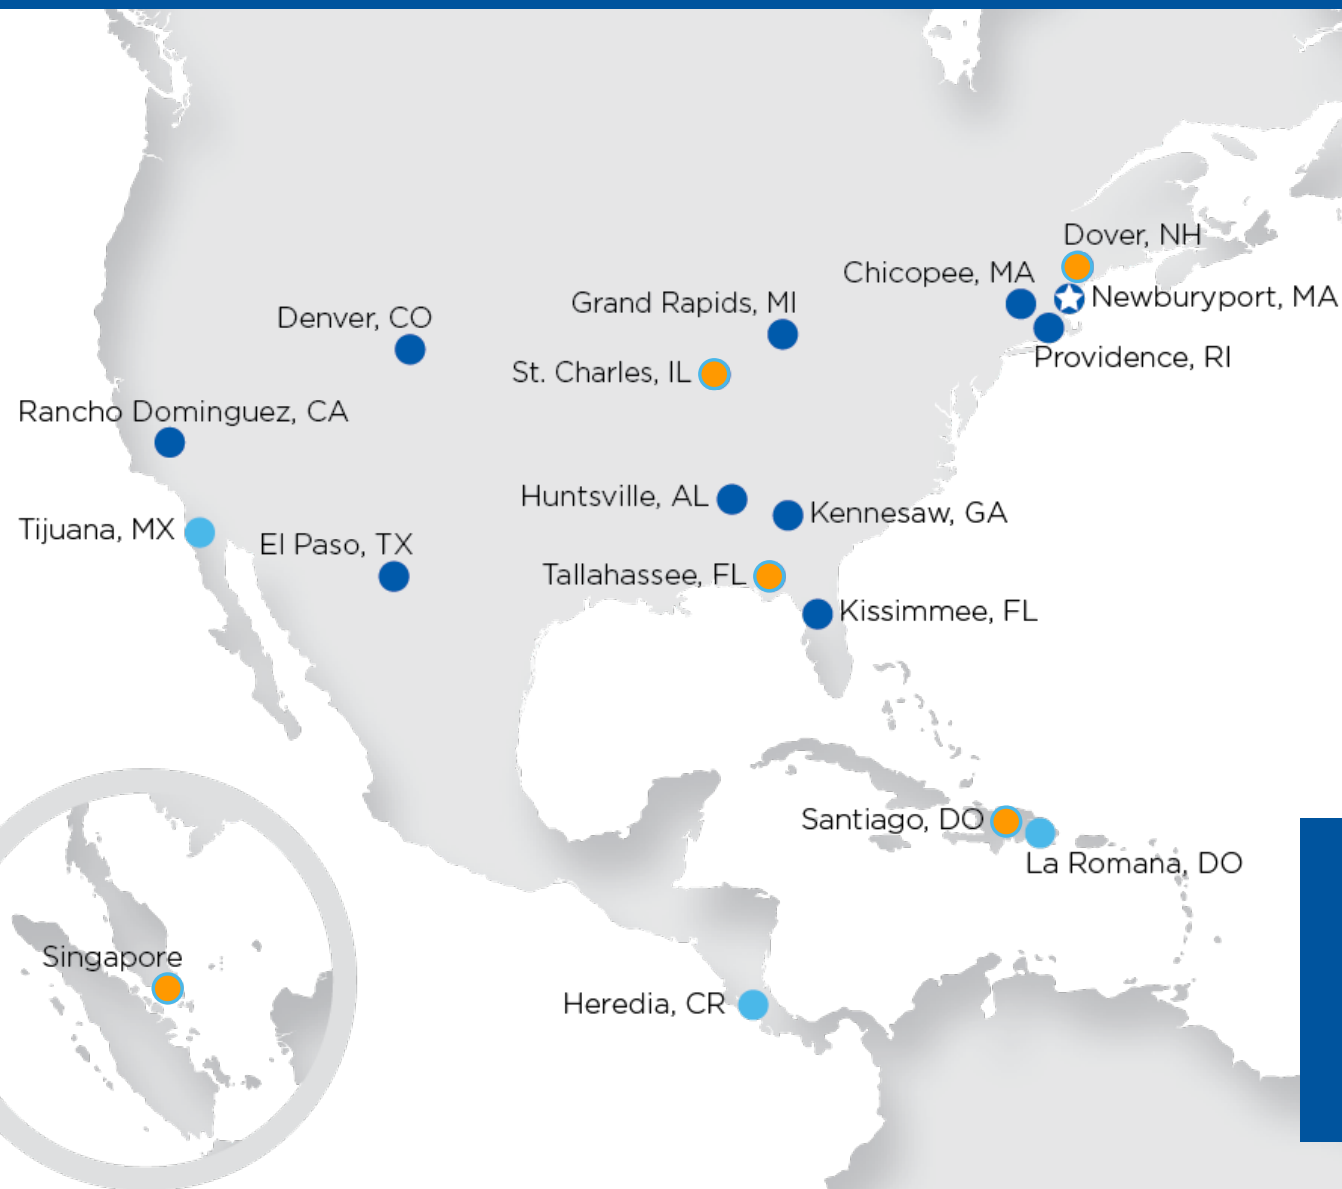 Dover, NH
Chicopee, MA
Newburyport, MA
Grand Rapids, MI
Denver, CO
Providence, RI
St. Charles, IL
Rancho Dominguez, CA
Huntsville, AL
Kennesaw, GA
Tijuana, MX
El Paso, TX
Tallahassee, FL
Kissimmee, FL
Santiago, DO
La Romana, DO
Singapore
Heredia, CR